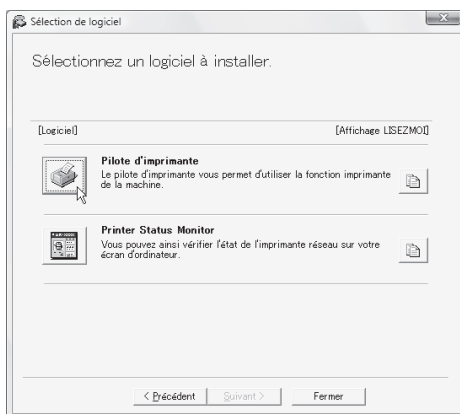 Sélection de logiciel
Sélectionnez un logiciel à installer.
[Logiciel] [Affichage LISEZMOI]
Pilote d'imprimante
Le pilote d'imprimante vous permet d'utiliser la fonction imprimante
de la machine.
Printer Status Monitor
Vous pouvez ainsi vérifier l'état de l'imprimante réseau sur votre
écran d'ordinateur.
< Précédent Suivant > Fermer